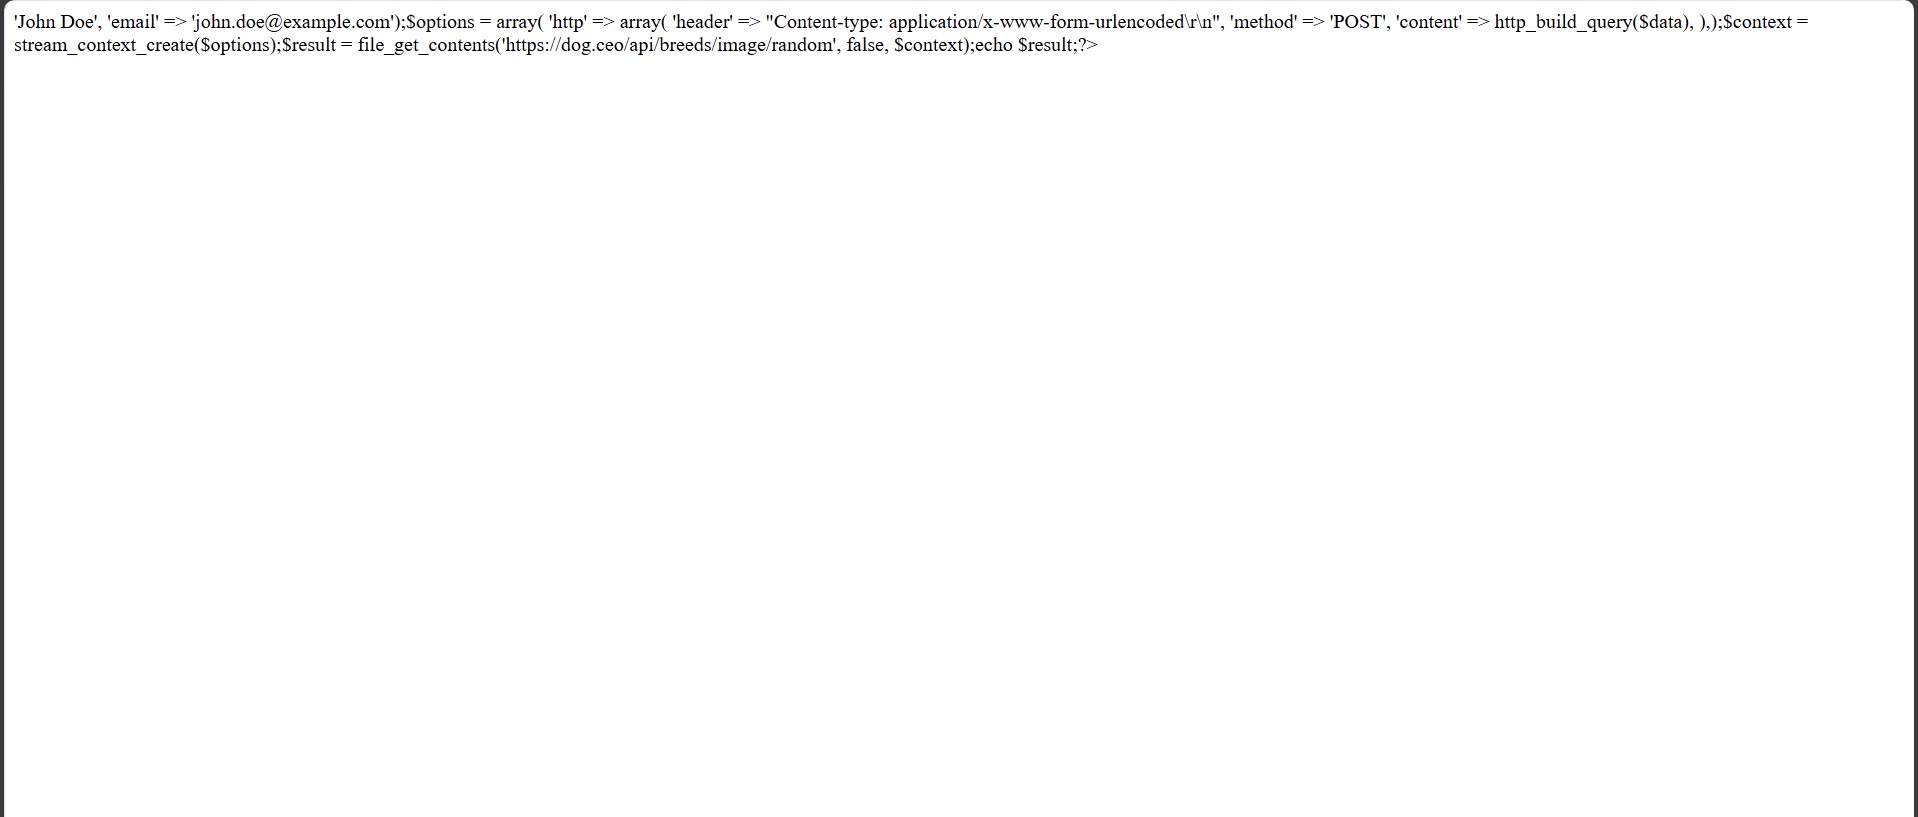 'John Doe', 'email' => 'john.doe@example.com');$options = array( 'http' => array( 'header' => "Content-type: application/x-www-form-urlencoded\r\n", 'method' => 'POST', 'content' => http_build_query($data), ),);$context =
stream_context_create($options);$result = file_get_contents('https://dog.ceo/api/breeds/image/random', false, $context);echo $result;?>